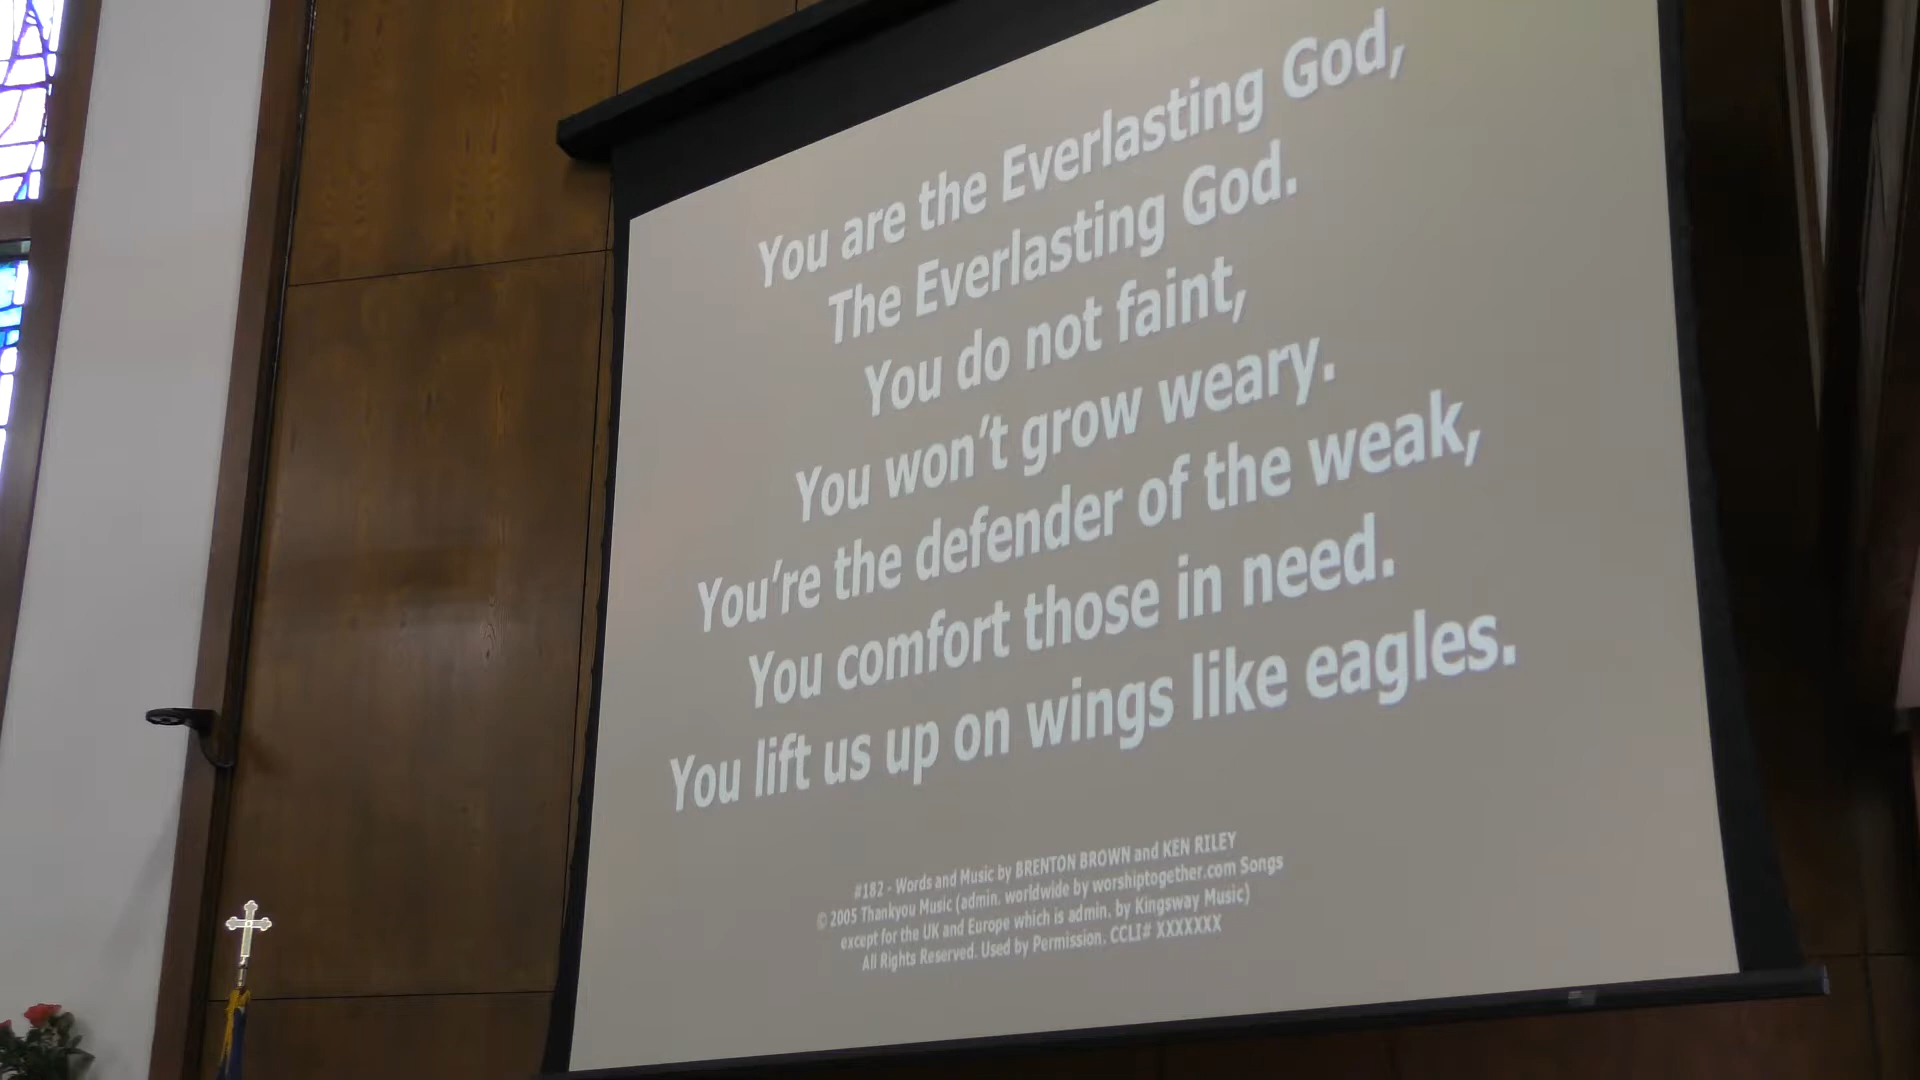 You are the Everlasting God,
The Everlasting God.
You do not faint,
You won't grow weary.
You're the defender of the weak,
You comfort those in need.
You lift us up on wings like eagles.
#182 - Words and Music by BRENTON BROWN and KEN RILEY
© 2005 Thankyou Music (admin. worldwide by worshiptogether.com Songs
except for the UK and Europe which is admin. by Kingsway Music)
All Rights Reserved. Used by Permission. CCLI# XXXXXXX